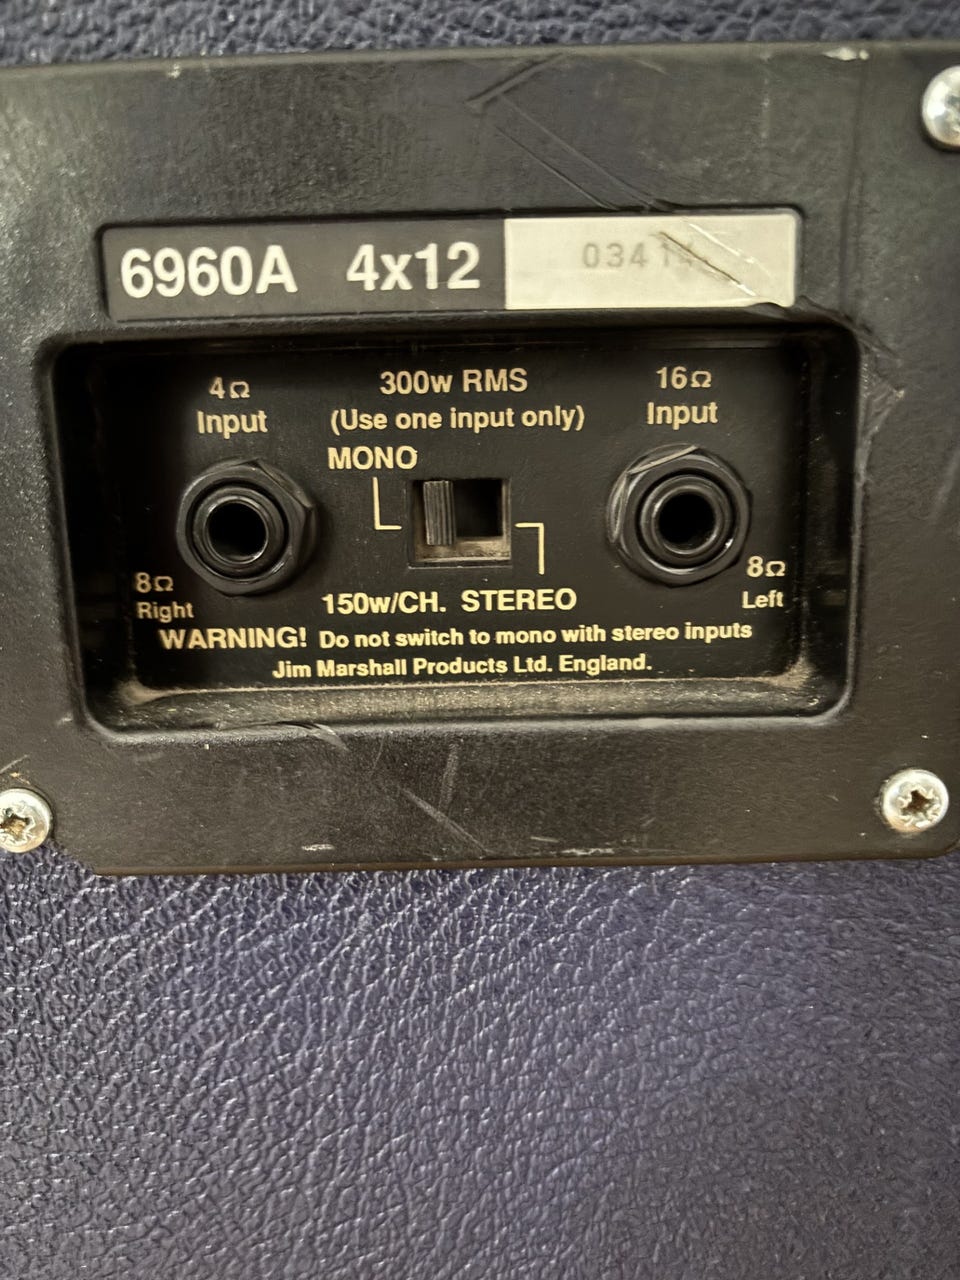 6960A 4x12
4Ω 300w RMS 16Ω
Input (Use one input only) Input
MONO
8Ω 8Ω
Right 150w/CH. STEREO Left
WARNING! Do not switch to mono with stereo inputs
Jim Marshall Products Ltd. England.